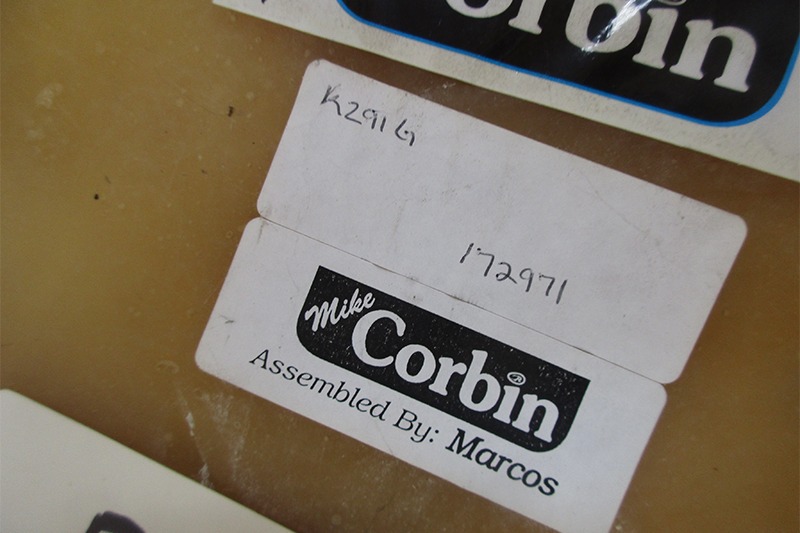 Corbin
K291G
172971
Mike
Corbin®
Assembled By: Marcos